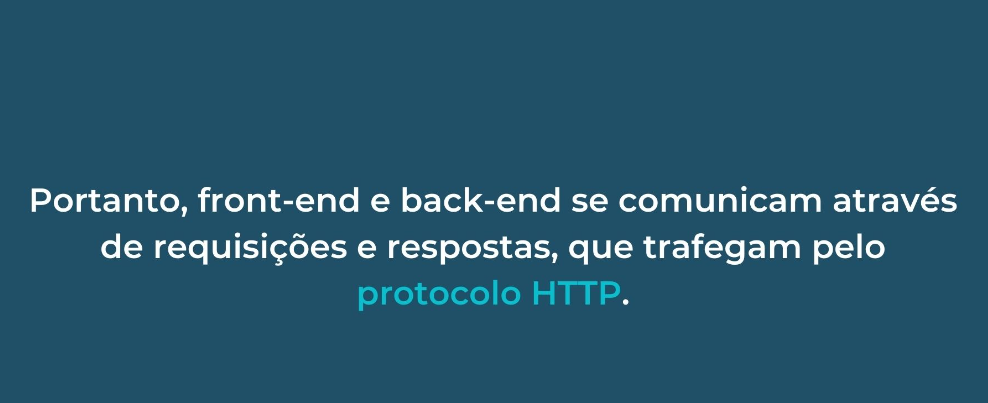 Portanto, front-end e back-end se comunicam através
de requisições e respostas, que trafegam pelo
protocolo HTTP.